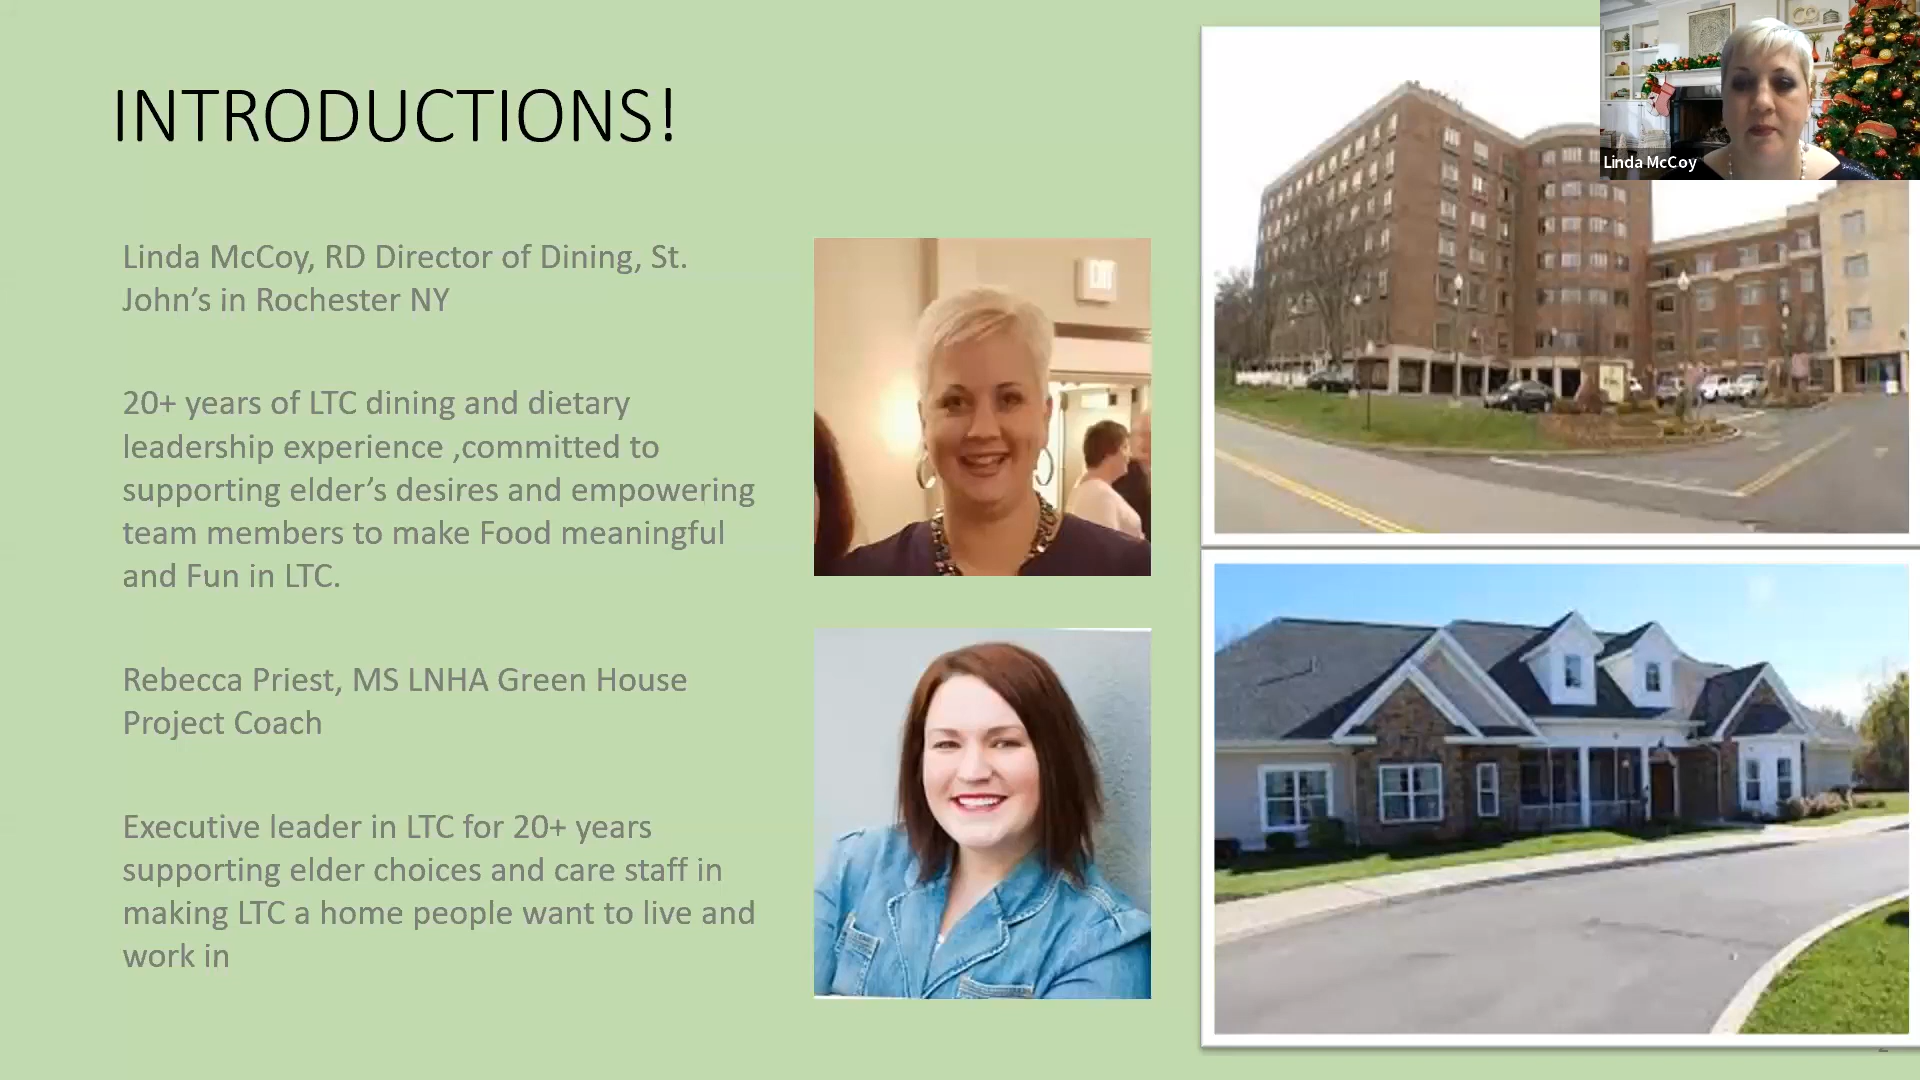 INTRODUCTIONS!
Linda McCoy
Linda McCoy, RD Director of Dining, St.
John’s in Rochester NY
20+ years of LTC dining and dietary
leadership experience ,committed to
supporting elder’s desires and empowering
team members to make Food meaningful
and Fun in LTC.
Rebecca Priest, MS LNHA Green House
Project Coach
Executive leader in LTC for 20+ years
supporting elder choices and care staff in
making LTC a home people want to live and
work in